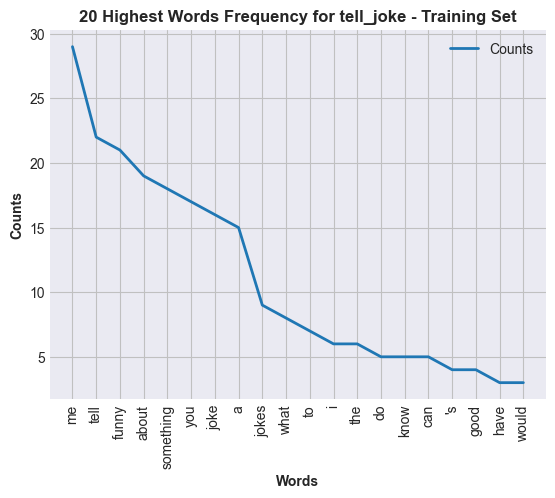 20 Highest Words Frequency for tell_joke - Training Set
Counts
30
25
20
15
10
5
Counts
me
tell
funny
about
something
you
joke
a
jokes
what
to
i
the
do
know
can
's
good
have
would
Words